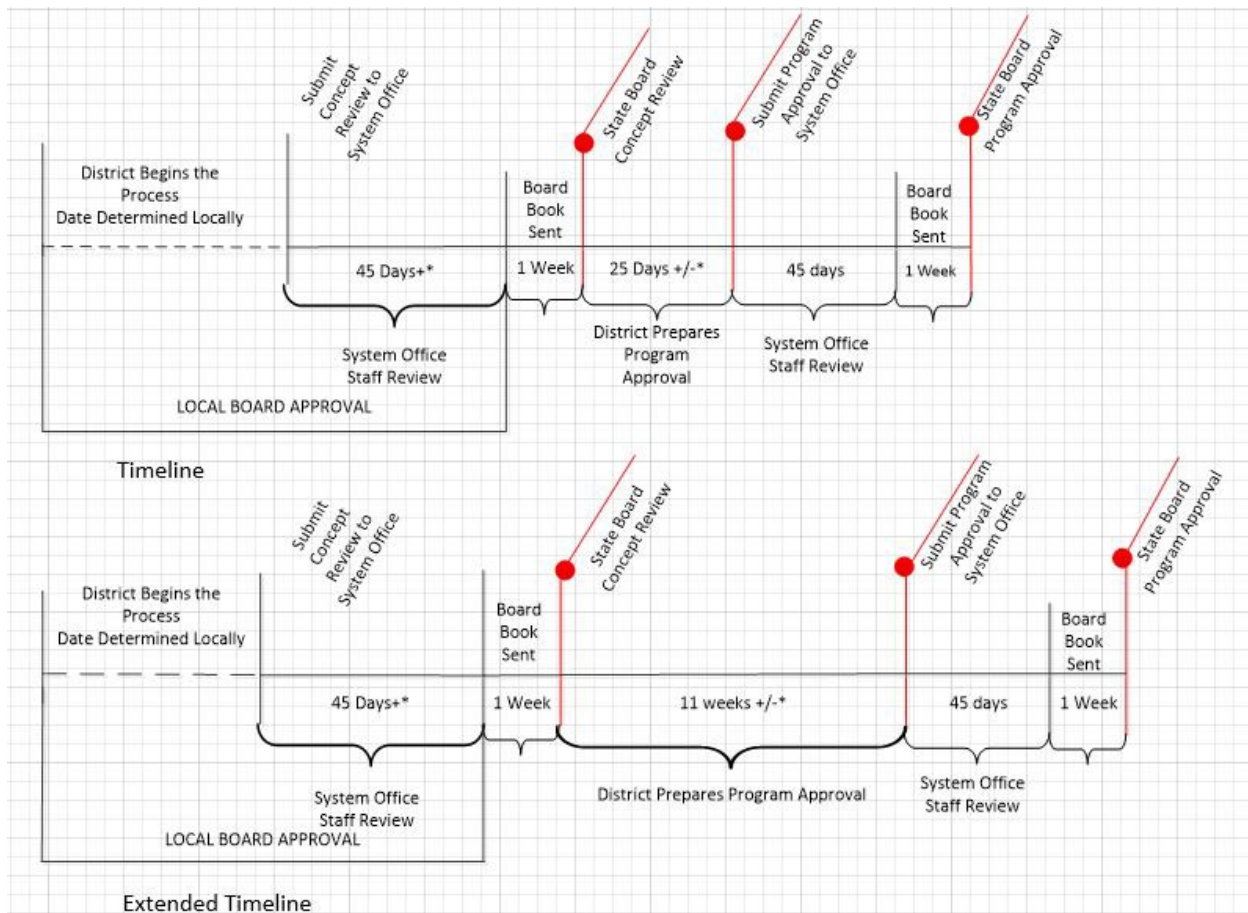 Submit
Concept
Review to
System Office
State Board
Concept Review
Submit Program
Approval to
System Office
State Board
Program Approval
District Begins the
Process
Date Determined Locally
Board
Book
Sent
Board
Book
Sent
45 Days+*
1 Week
25 Days +/-*
45 days
1 Week
System Office
Staff Review
District Prepares
Program
Approval
System Office
Staff Review
LOCAL BOARD APPROVAL
Timeline
Submit
Concept
Review to
System Office
State Board
Concept Review
Submit Program
Approval to
System Office
State Board
Program Approval
District Begins the
Process
Date Determined Locally
Board
Book
Sent
Board
Book
Sent
45 Days+*
1 Week
11 weeks +/-*
45 days
1 Week
System Office
Staff Review
District Prepares Program Approval
System Office
Staff Review
LOCAL BOARD APPROVAL
Extended Timeline